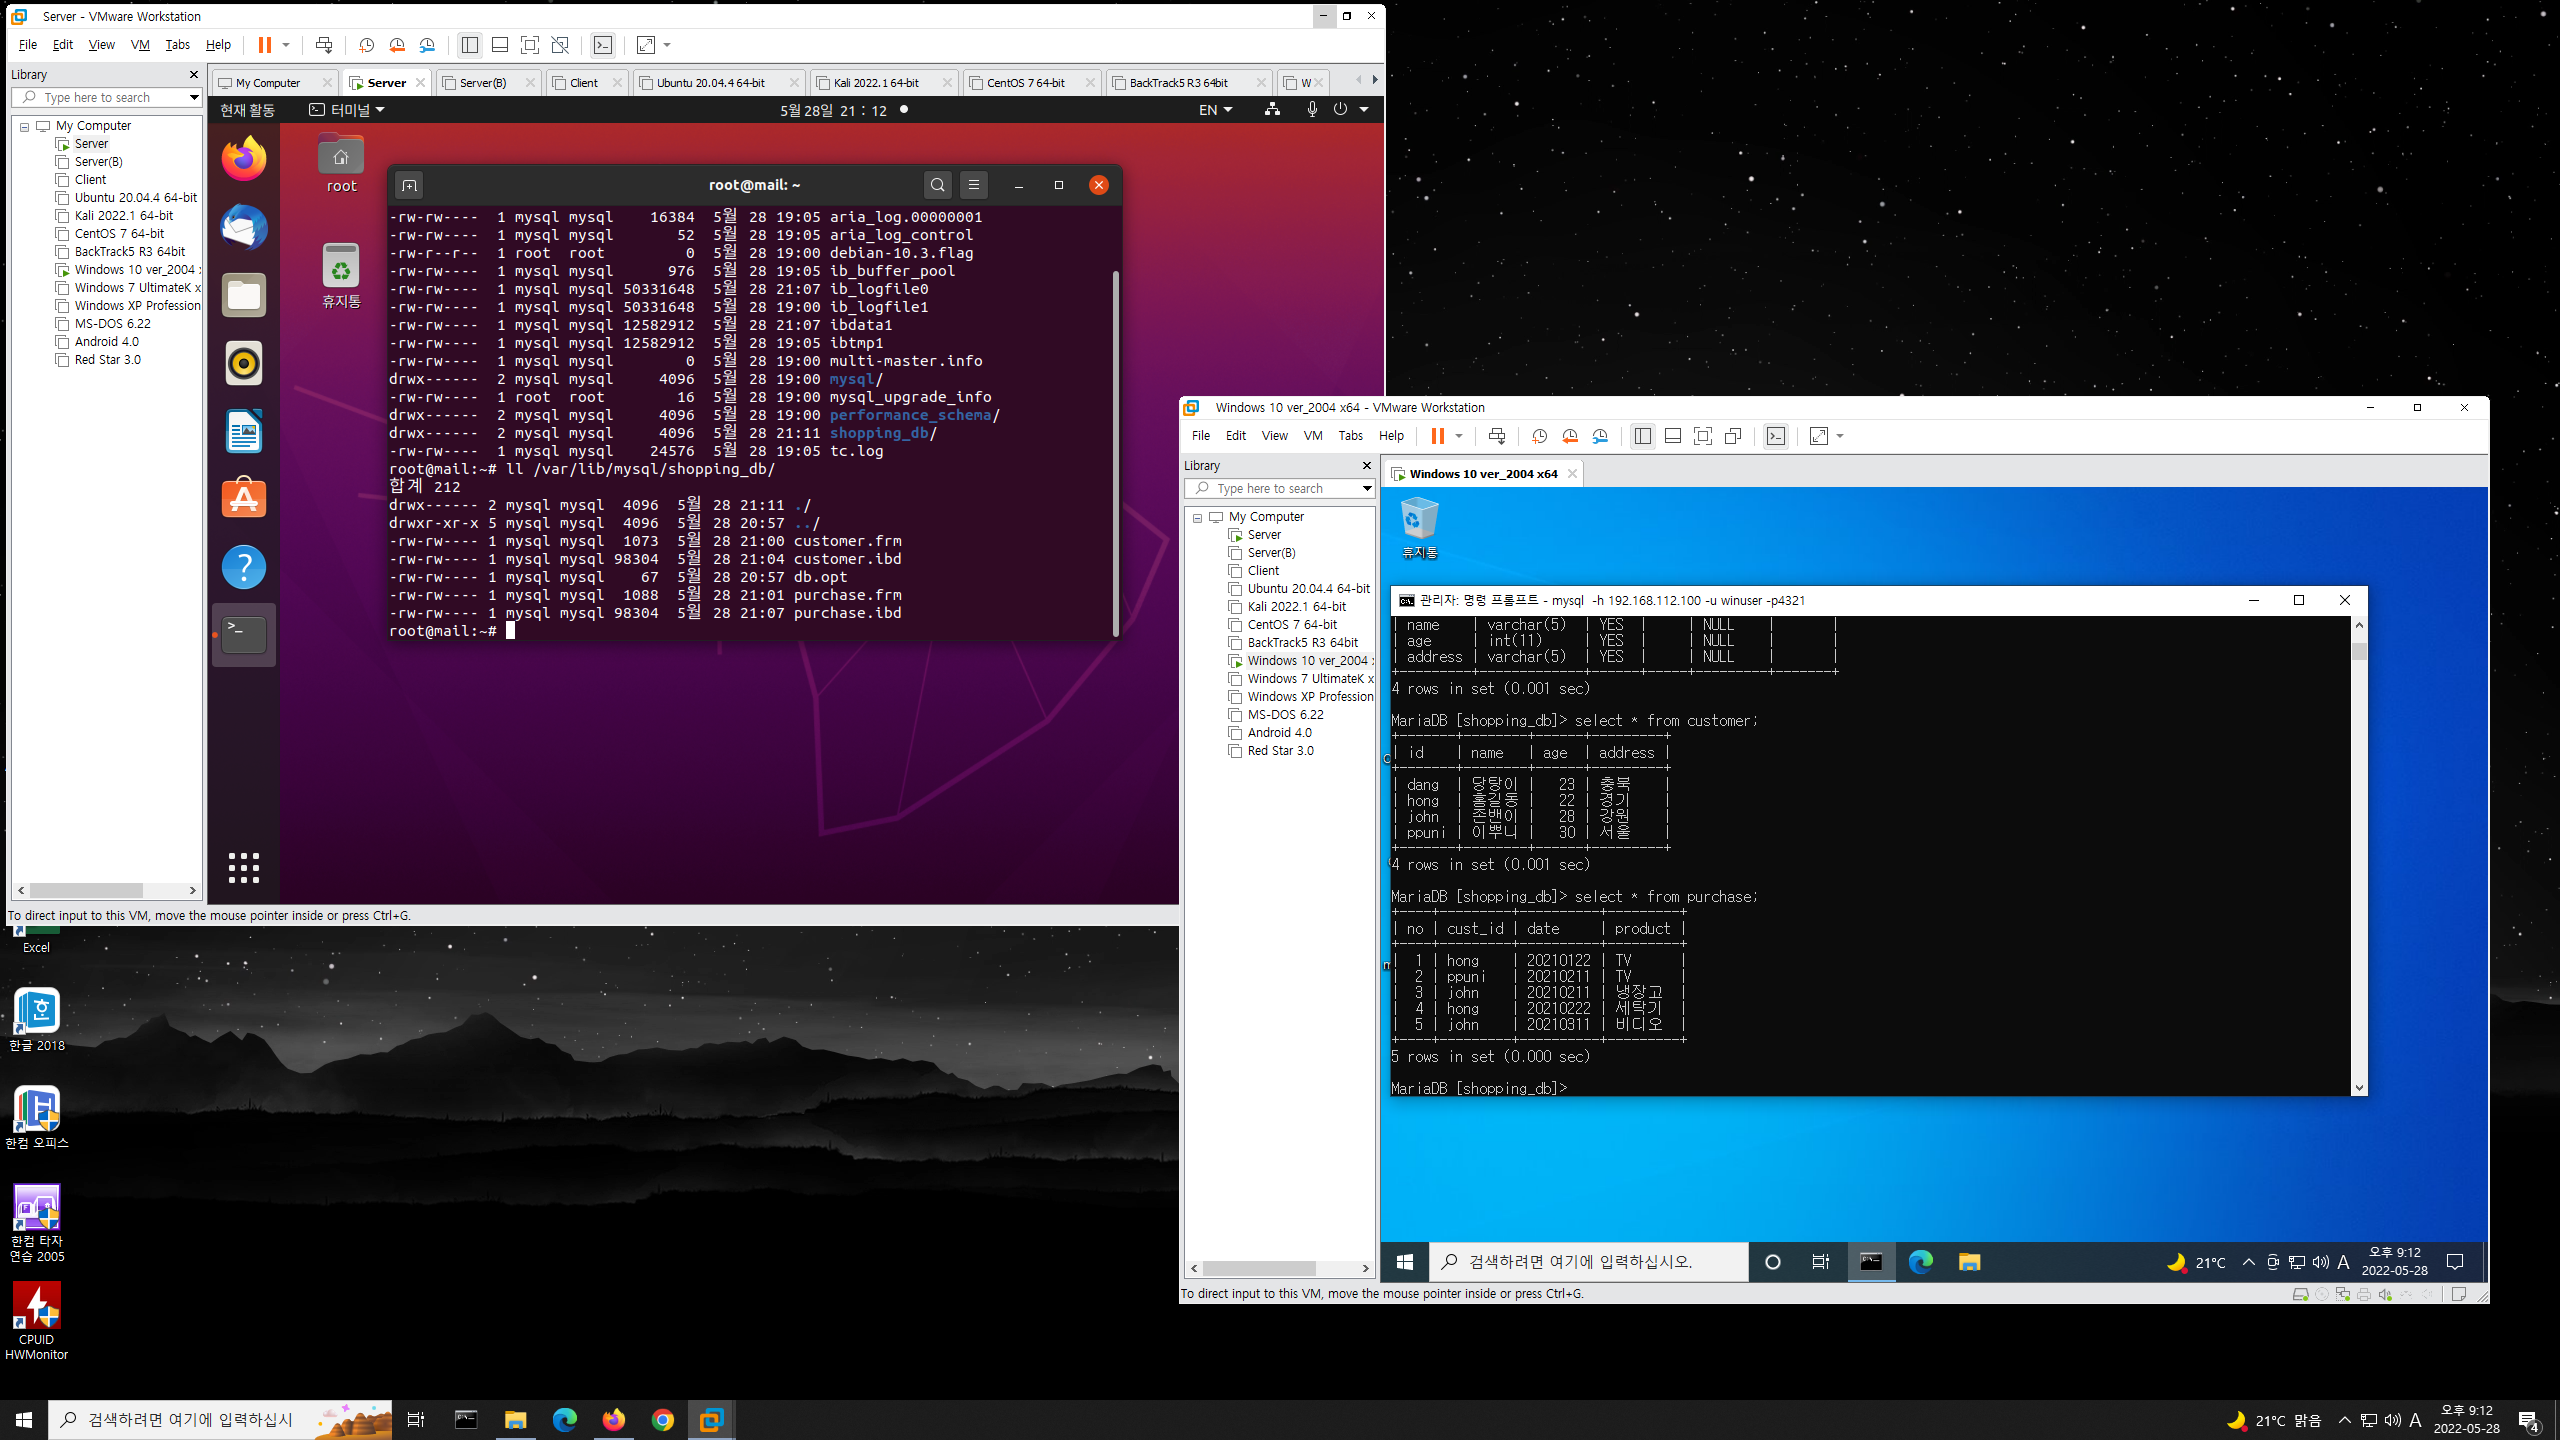 Server - VMware Workstation
File Edit View VM Tabs Help
Library
Type here to search
My Computer
Server
Server(B)
Client
Ubuntu 20.04.4 64-bit
Kali 2022.1 64-bit
CentOS 7 64-bit
BackTrack5 R3 64bit
Windows 10 ver_2004
Windows 7 UltimateK x
Windows XP Profession
MS-DOS 6.22
Android 4.0
Red Star 3.0
My Computer Server Server(B) Client Ubuntu 20.04.4 64-bit Kali 2022.1 64-bit CentOS 7 64-bit BackTrack5 R3 64bit W
현재 활동 터미널 5월 28일 21 : 12 EN
root
휴지통
root@mail: ~
-rw-rw---- 1 mysql mysql 16384 5월 28 19:05 aria_log.00000001
-rw-rw---- 1 mysql mysql 52 5월 28 19:05 aria_log_control
-rw-r--r-- 1 root root 0 5월 28 19:00 debian-10.3.flag
-rw-rw---- 1 mysql mysql 976 5월 28 19:05 ib_buffer_pool
-rw-rw---- 1 mysql mysql 50331648 5월 28 21:07 ib_logfile0
-rw-rw---- 1 mysql mysql 50331648 5월 28 19:00 ib_logfile1
-rw-rw---- 1 mysql mysql 12582912 5월 28 21:07 ibdata1
-rw-rw---- 1 mysql mysql 12582912 5월 28 19:05 ibtmp1
-rw-rw---- 1 mysql mysql 0 5월 28 19:00 multi-master.info
drwx------ 2 mysql mysql 4096 5월 28 19:00 mysql/
-rw-rw---- 1 root root 16 5월 28 19:00 mysql_upgrade_info
drwx------ 2 mysql mysql 4096 5월 28 19:00 performance_schema/
drwx------ 2 mysql mysql 4096 5월 28 21:11 shopping_db/
-rw-rw---- 1 mysql mysql 24576 5월 28 19:05 tc.log
root@mail:~# ll /var/lib/mysql/shopping_db/
합계 212
drwx------ 2 mysql mysql 4096 5월 28 21:11 ./
drwxr-xr-x 5 mysql mysql 4096 5월 28 20:57 ../
-rw-rw---- 1 mysql mysql 1073 5월 28 21:00 customer.frm
-rw-rw---- 1 mysql mysql 98304 5월 28 21:04 customer.ibd
-rw-rw---- 1 mysql mysql 67 5월 28 20:57 db.opt
-rw-rw---- 1 mysql mysql 1088 5월 28 21:01 purchase.frm
-rw-rw---- 1 mysql mysql 98304 5월 28 21:07 purchase.ibd
root@mail:~#
To direct input to this VM, move the mouse pointer inside or press Ctrl+G.
Windows 10 ver_2004 x64 - VMware Workstation
File Edit View VM Tabs Help
Library
Type here to search
My Computer
Server
Server(B)
Client
Ubuntu 20.04.4 64-bit
Kali 2022.1 64-bit
CentOS 7 64-bit
BackTrack5 R3 64bit
Windows 10 ver_2004
Windows 7 UltimateK x
Windows XP Profession
MS-DOS 6.22
Android 4.0
Red Star 3.0
Windows 10 ver_2004 x64
휴지통
관리자: 명령 프롬프트 - mysql -h 192.168.112.100 -u winuser -p4321
| name | varchar(5) | YES | | NULL | |
| age | int(11) | YES | | NULL | |
| address | varchar(5) | YES | | NULL | |
+---------+------------+------+-----+---------+-------+
4 rows in set (0.001 sec)
MariaDB [shopping_db]> select * from customer;
+-------+--------+------+---------+
| id | name | age | address |
+-------+--------+------+---------+
| dang |당탕이 | 23 | 충북 |
| hong | 홍길동 | 22 | 경기 |
| john | 존밴이 | 28 | 강원 |
| ppuni | 이뿌니 | 30 | 서울 |
+-------+--------+------+---------+
4 rows in set (0.001 sec)
MariaDB [shopping_db]> select * from purchase;
+----+---------+----------+---------+
| no | cust_id | date | product |
+----+---------+----------+---------+
| 1 | hong | 20210122 | TV |
| 2 | ppuni | 20210211 | TV |
| 3 | john | 20210211 | 냉장고 |
| 4 | hong | 20210222 | 세탁기 |
| 5 | john | 20210311 | 비디오 |
+----+---------+----------+---------+
5 rows in set (0.000 sec)
MariaDB [shopping_db]>
검색하려면 여기에 입력하십시오.
21°C
A
오후 9:12
2022-05-28
To direct input to this VM, move the mouse pointer inside or press Ctrl+G.
Excel
한글 2018
한컴 오피스
한컴 타자
연습 2005
CPUID
HWMonitor
검색하려면 여기에 입력하십시
21°C 맑음
A
오후 9:12
2022-05-28
4